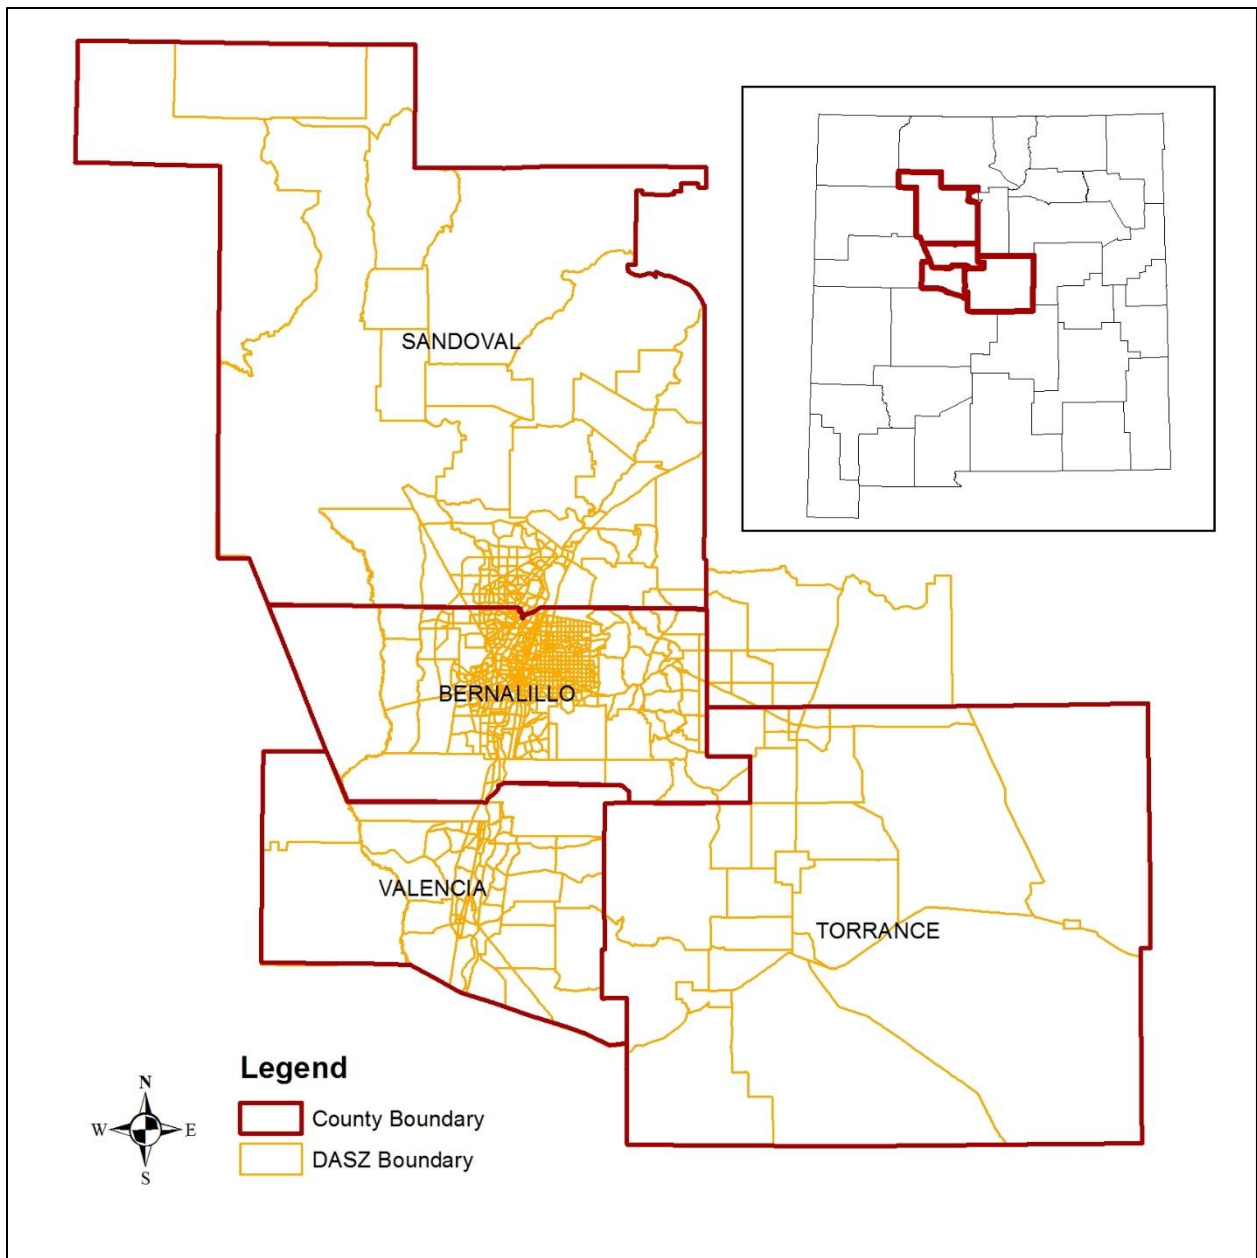 SANDOVAL
BERNALILLO
VALENCIA
TORRANCE
Legend
County Boundary
DASZ Boundary
N
W E
S